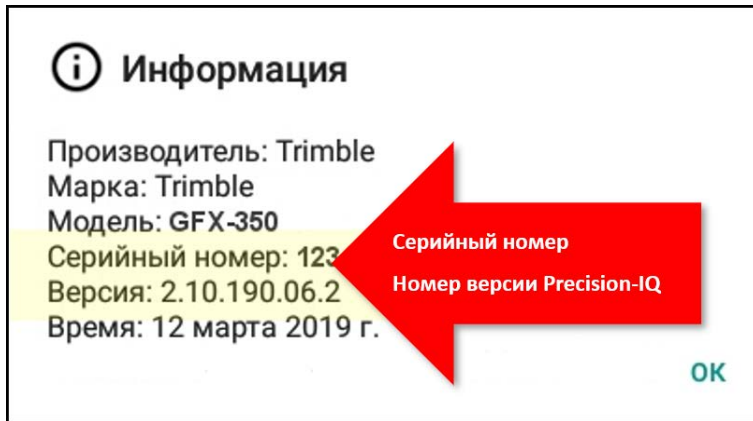 Информация
Производитель: Trimble
Марка: Trimble
Модель: GFX-350
Серийный номер: 123
Версия: 2.10.190.06.2
Время: 12 марта 2019 г.
Серийный номер
Номер версии Precision-IQ
ОК